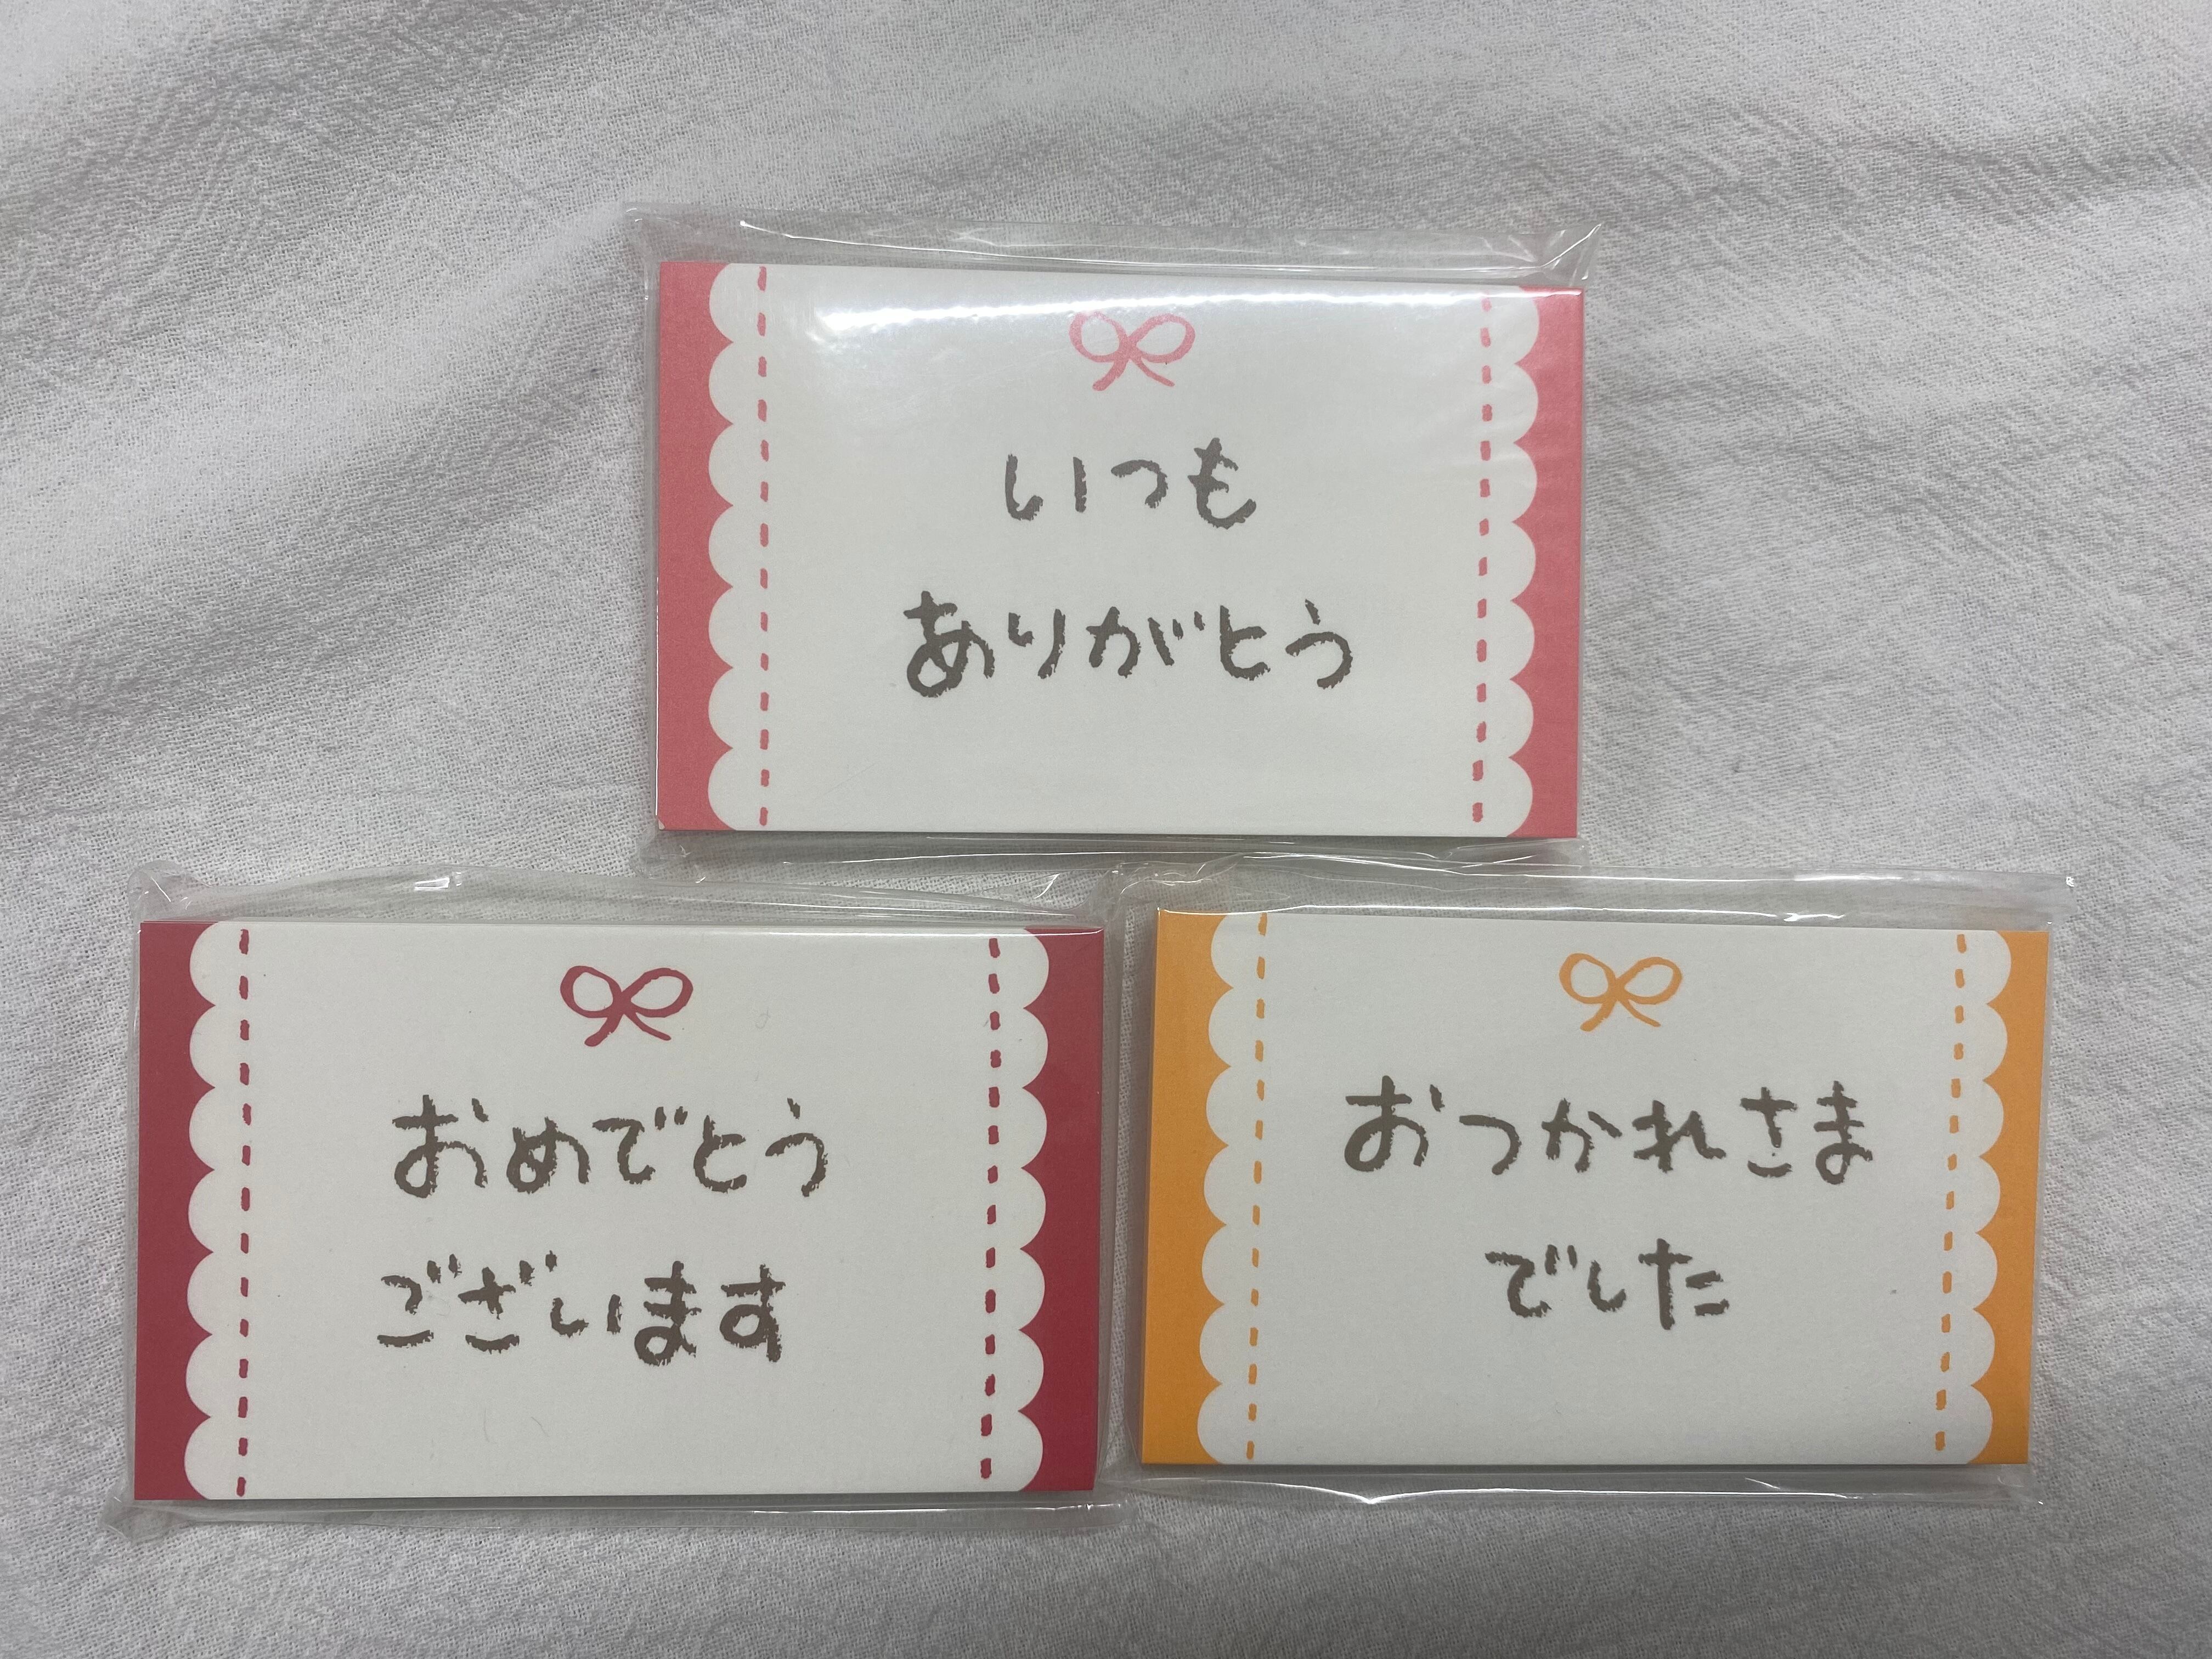 いつも
ありがとう
おめでとう
ございます
おつかれさま
でした